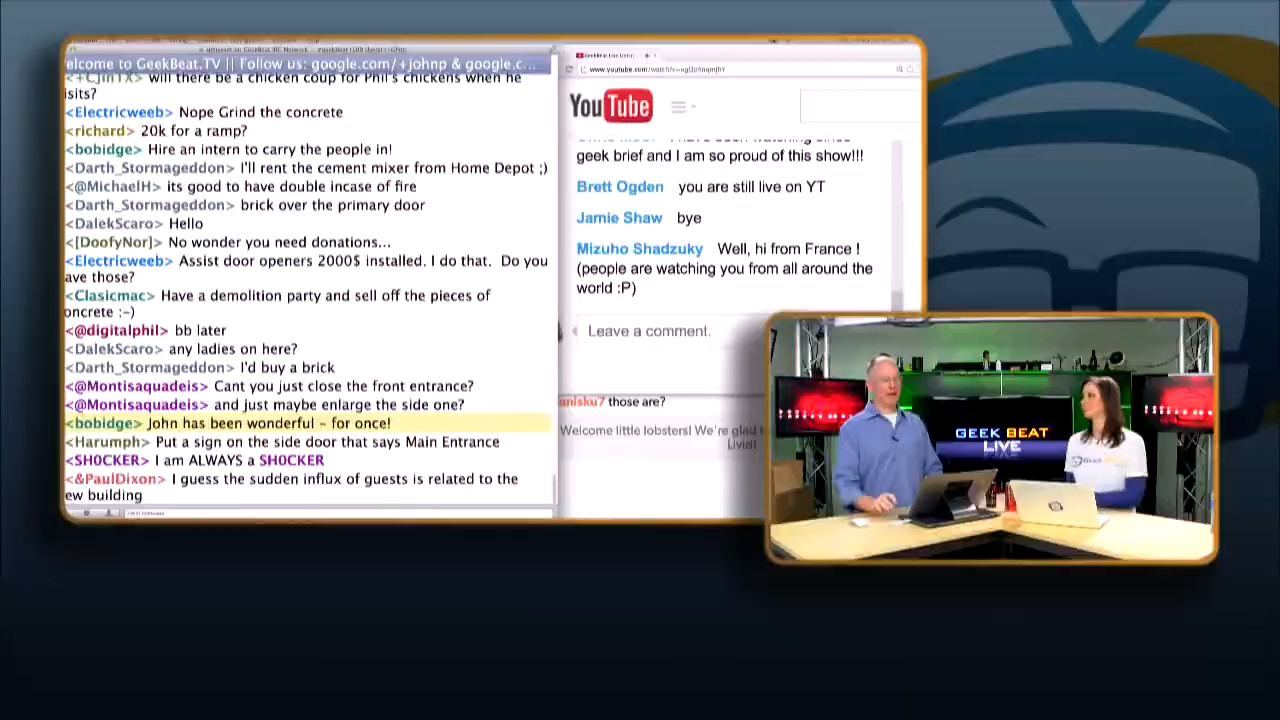 elcome to GeekBeat.TV || Follow us: google.com/+johnp & google.c...
will there be a chicken coup for Phil's chickens when he
isits?
<Electricweeb> Nope Grind the concrete
<richard> 20k for a ramp?
<bobidge> Hire an intern to carry the people in!
<Darth_Stormageddon> I'll rent the cement mixer from Home Depot ;)
<@MichaelH> its good to have double incase of fire
<Darth_Stormageddon> brick over the primary door
<DalekScaro> Hello
<[DoofyNor]> No wonder you need donations...
<Electricweeb> Assist door openers 2000$ installed. I do that. Do you
ave those?
<Clasicmac> Have a demolition party and sell off the pieces of
oncrete :-)
<@digitalphil> bb later
<DalekScaro> any ladies on here?
<Darth_Stormageddon> I'd buy a brick
<@Montisaquadeis> Cant you just close the front entrance?
<@Montisaquadeis> and just maybe enlarge the side one?
<bobidge> John has been wonderful - for once!
<Harumph> Put a sign on the side door that says Main Entrance
<SH0CKER> I am ALWAYS a SH0CKER
<&PaulDixon> I guess the sudden influx of guests is related to the
ew building
YouTube
geek brief and I am so proud of this show!!!
Brett Ogden you are still live on YT
Jamie Shaw bye
Mizuho Shadzuky Well, hi from France !
(people are watching you from all around the
world :P)
Leave a comment.
anisku7 those are?
Welcome little lobsters! We're glad
GEEK BEAT
LIVE